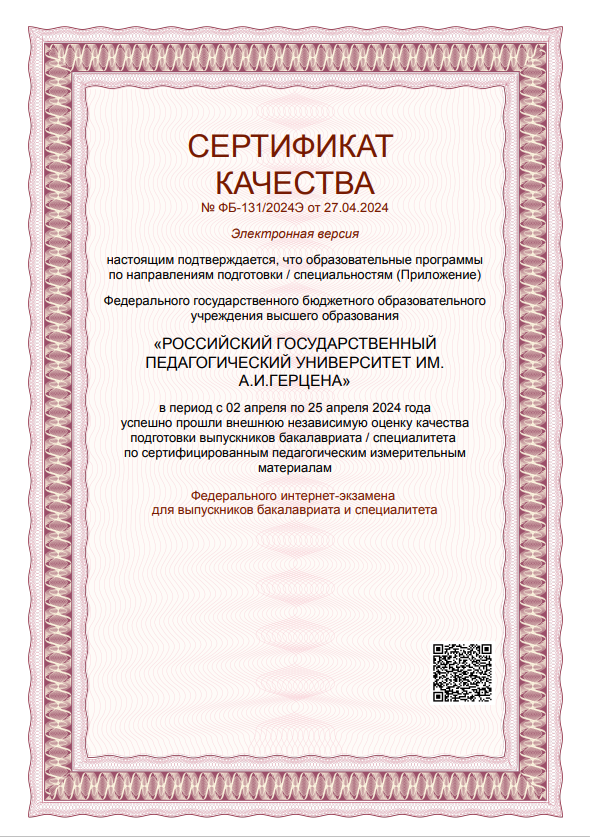 СЕРТИФИКАТ
КАЧЕСТВА
№ ФБ-131/2024Э от 27.04.2024
Электронная версия
настоящим подтверждается, что образовательные программы
по направлениям подготовки / специальностям (Приложение)
Федерального государственного бюджетного образовательного
учреждения высшего образования
«РОССИЙСКИЙ ГОСУДАРСТВЕННЫЙ
ПЕДАГОГИЧЕСКИЙ УНИВЕРСИТЕТ ИМ.
А.И.ГЕРЦЕНА»
в период с 02 апреля по 25 апреля 2024 года
успешно прошли внешнюю независимую оценку качества
подготовки выпускников бакалавриата / специалитета
по сертифицированным педагогическим измерительным
материалам
Федерального интернет-экзамена
для выпускников бакалавриата и специалитета